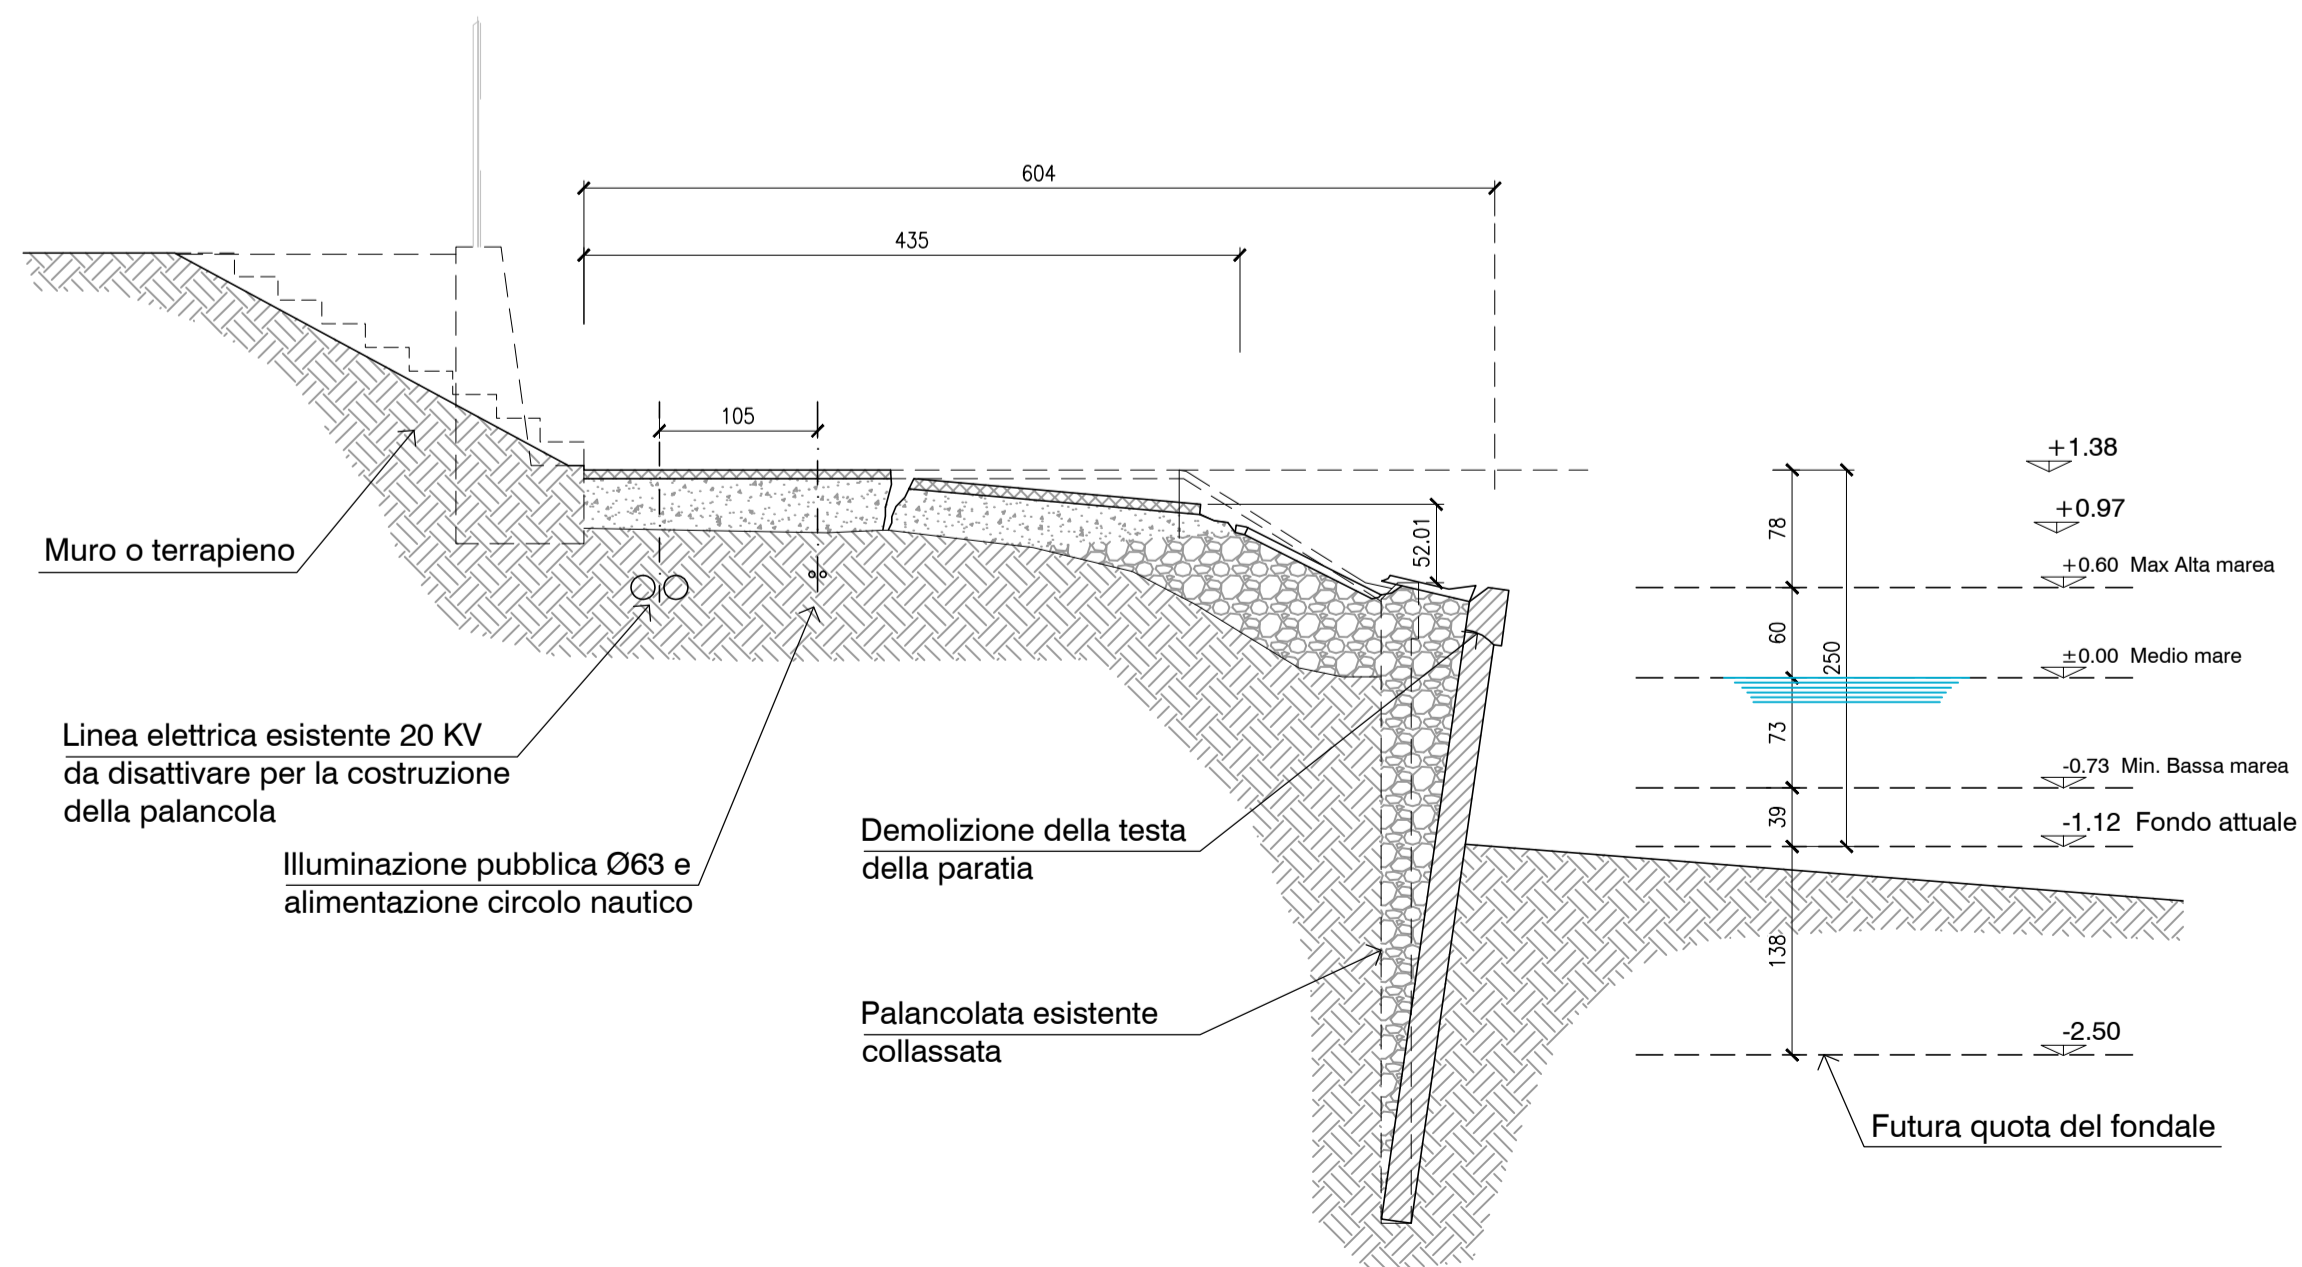 604
435
105
+1.38
+0.97
78
52.01
Muro o terrapieno
+0.60 Max Alta marea
60
250
±0.00 Medio mare
Linea elettrica esistente 20 KV
da disattivare per la costruzione
della palancola
73
-0.73 Min. Bassa marea
39
-1.12 Fondo attuale
Demolizione della testa
della paratia
Illuminazione pubblica Ø63 e
alimentazione circolo nautico
138
Palancolata esistente
collassata
-2.50
Futura quota del fondale